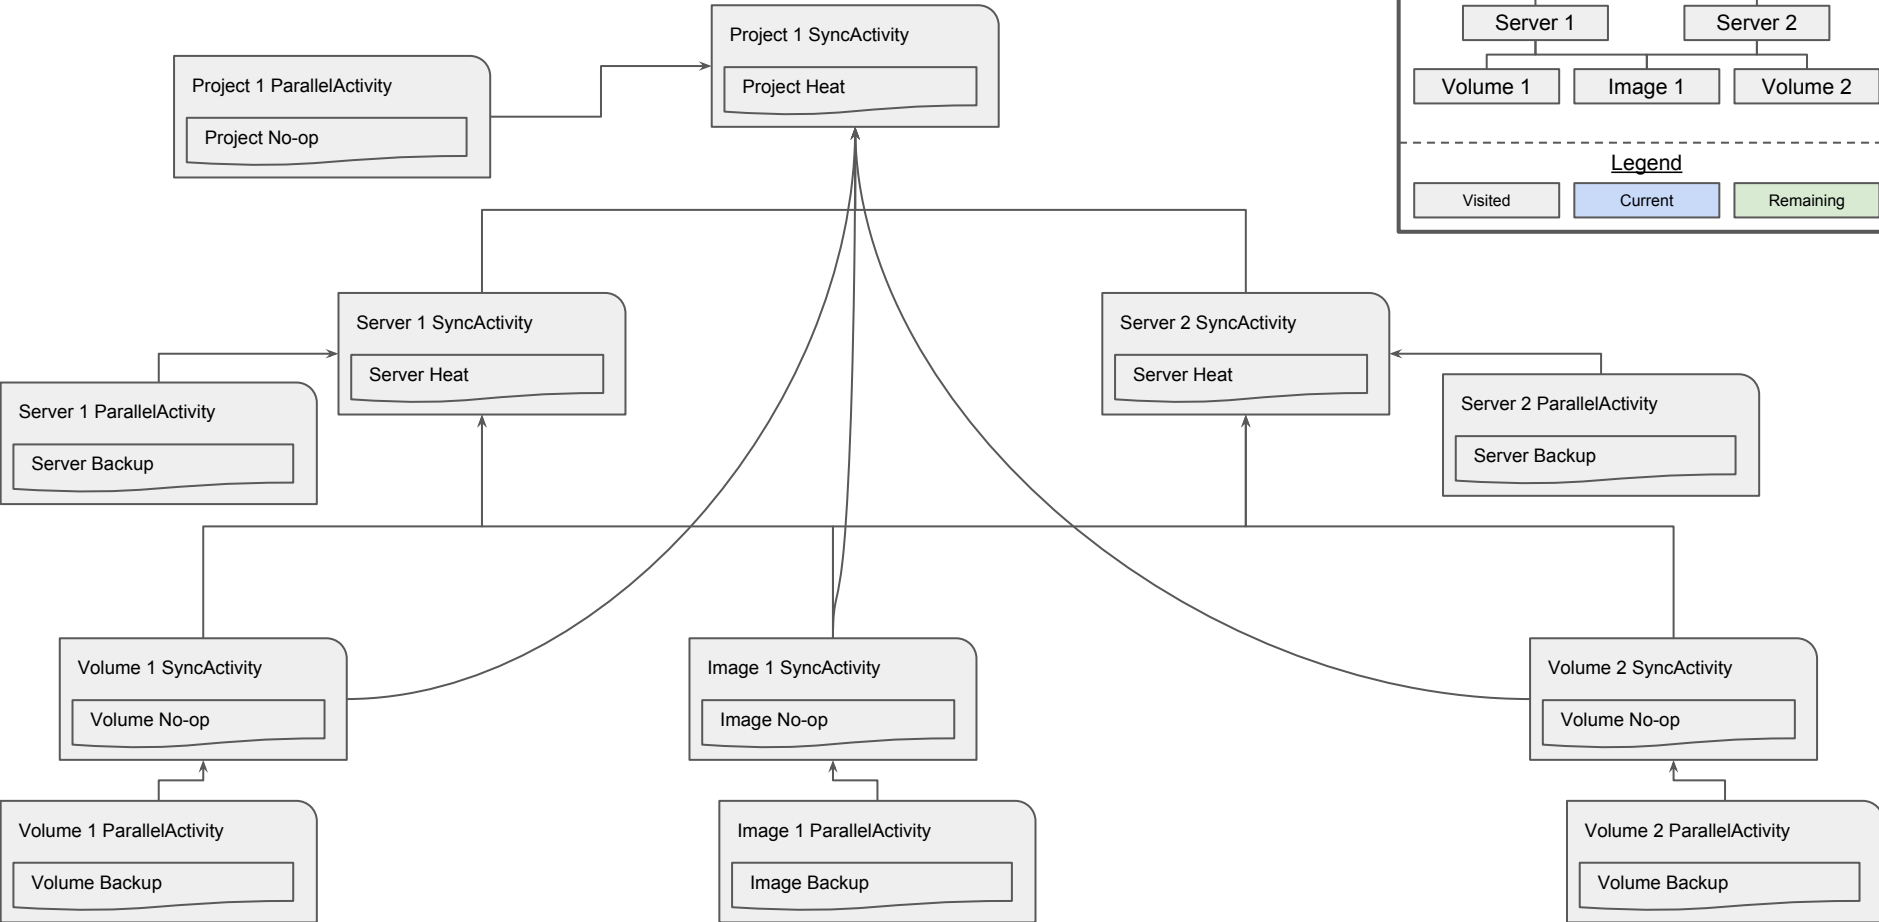 Project 1 SyncActivity
Project Heat
Project 1 ParallelActivity
Project No-op
Server 1
Server 2
Volume 1
Image 1
Volume 2
Legend
Visited
Current
Remaining
Server 1 SyncActivity
Server Heat
Server 2 SyncActivity
Server Heat
Server 1 ParallelActivity
Server Backup
Server 2 ParallelActivity
Server Backup
Volume 1 SyncActivity
Volume No-op
Image 1 SyncActivity
Image No-op
Volume 2 SyncActivity
Volume No-op
Volume 1 ParallelActivity
Volume Backup
Image 1 ParallelActivity
Image Backup
Volume 2 ParallelActivity
Volume Backup